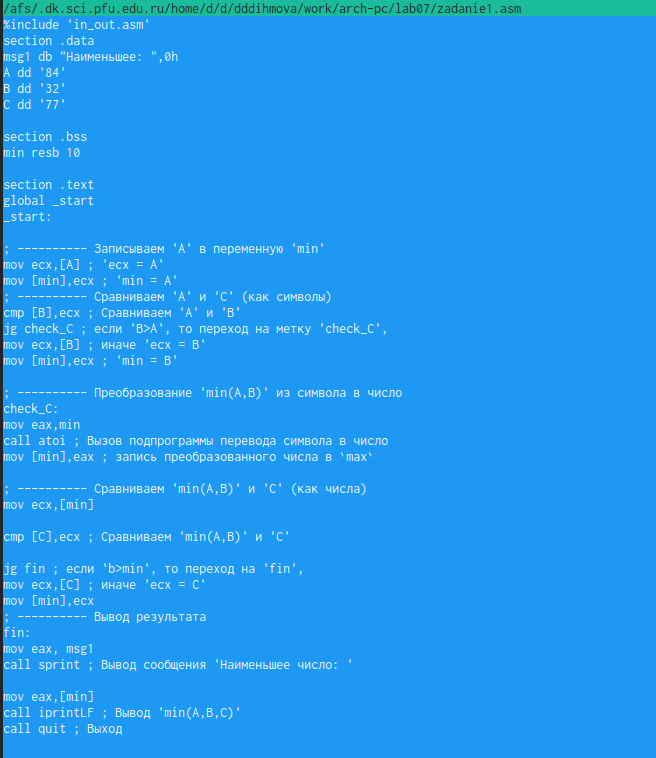 /afs/.dk.sci.pfu.edu.ru/home/d/d/dddihmova/work/arch-pc/lab07/zadanie1.asm
%include 'in_out.asm'
section .data
msg1 db "Наименьшее: ",0h
A dd '84'
B dd '32'
C dd '77'
section .bss
min resb 10
section .text
global _start
_start:
; ---------- Записываем 'A' в переменную 'min'
mov ecx,[A] ; 'ecx = A'
mov [min],ecx ; 'min = A'
; ---------- Сравниваем 'A' и 'С' (как символы)
cmp [B],ecx ; Сравниваем 'A' и 'B'
jg check_C ; если 'B>A', то переход на метку 'check_C',
mov ecx,[B] ; иначе 'ecx = B'
mov [min],ecx ; 'min = B'
; ---------- Преобразование 'min(A,B)' из символа в число
check_C:
mov eax,min
call atoi ; Вызов подпрограммы перевода символа в число
mov [min],eax ; запись преобразованного числа в `max`
; ---------- Сравниваем 'min(A,B)' и 'C' (как числа)
mov ecx,[min]
cmp [C],ecx ; Сравниваем 'min(A,B)' и 'C'
jg fin ; если 'b>min', то переход на 'fin',
mov ecx,[C] ; иначе 'ecx = C'
mov [min],ecx
; ---------- Вывод результата
fin:
mov eax, msg1
call sprint ; Вывод сообщения 'Наименьшее число: '
mov eax,[min]
call iprintLF ; Вывод 'min(A,B,C)'
call quit ; Выход